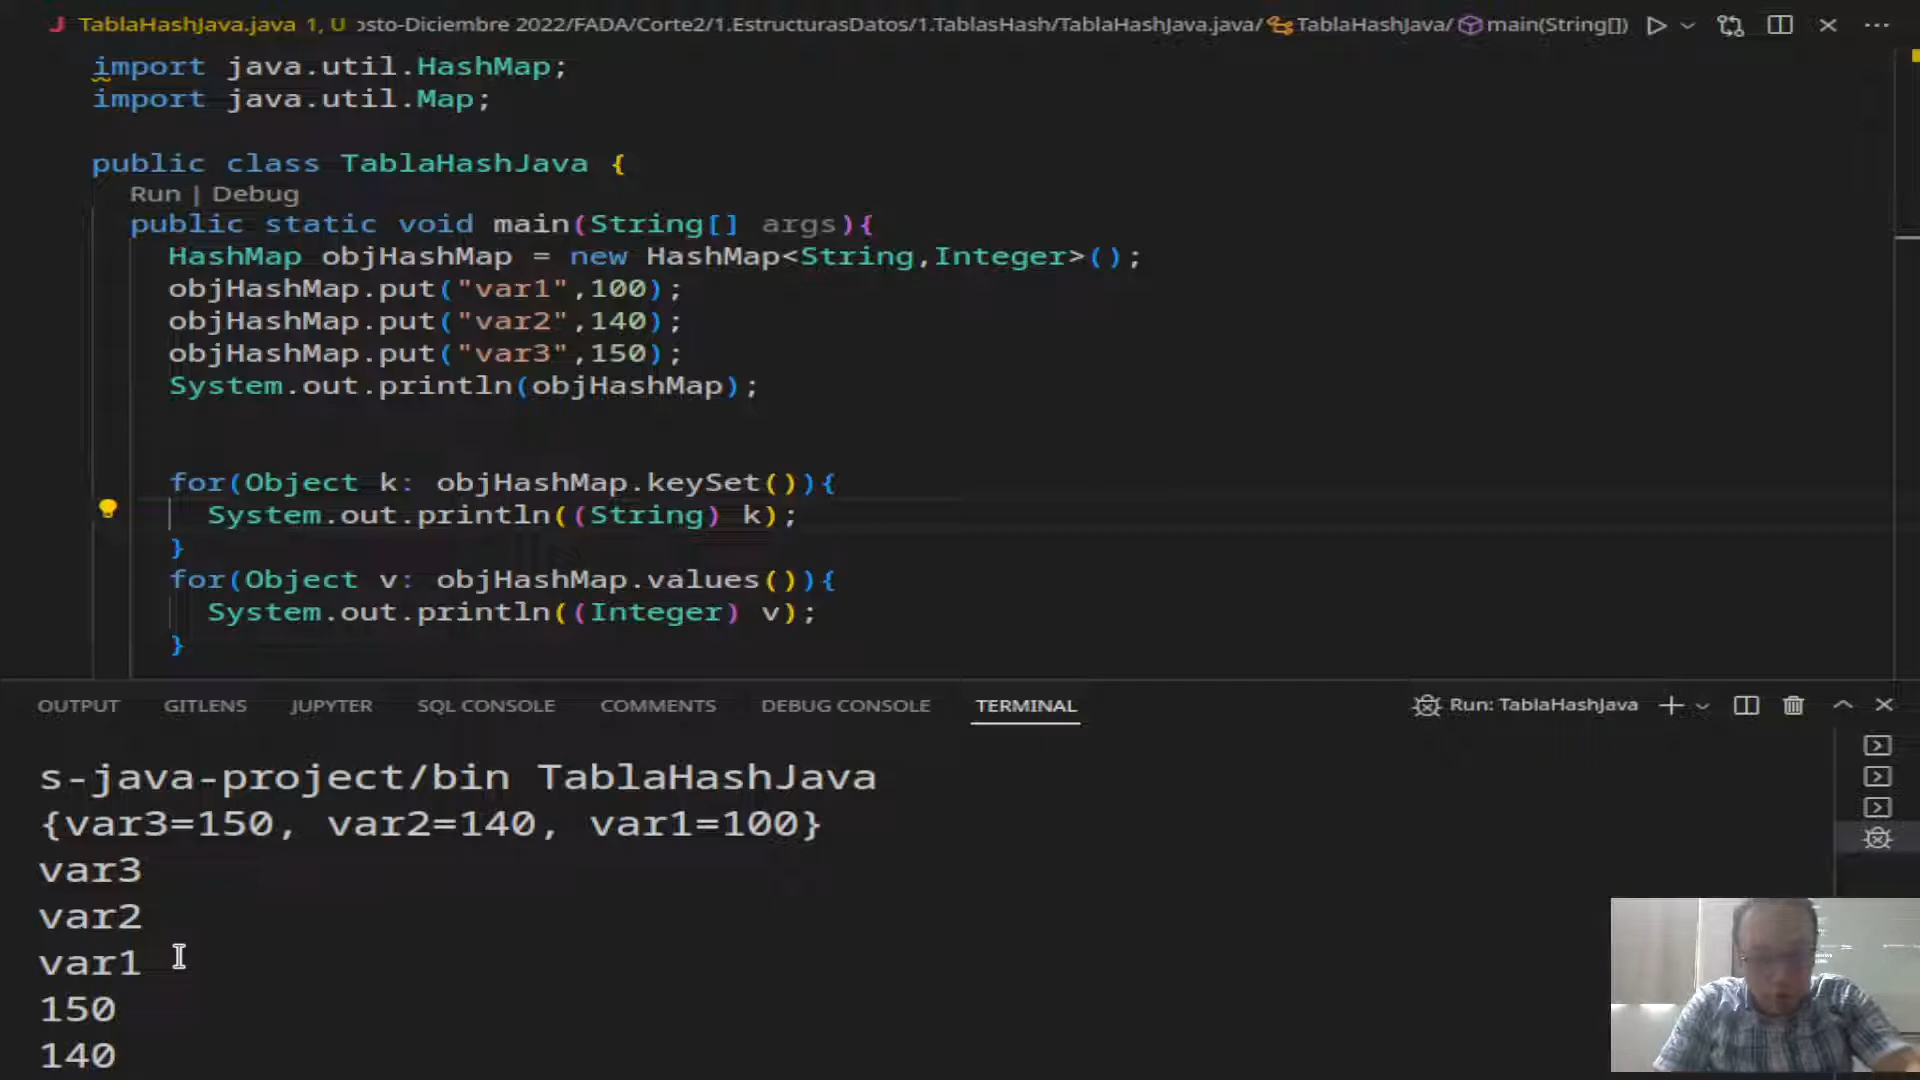 TablaHashJava.java 1, U osto-Diciembre 2022/FADA/Corte2/1.EstructurasDatos/1.TablasHash/TablaHashJava.java/ TablaHashJava/ main(String[])
import java.util.HashMap;
import java.util.Map;
public class TablaHashJava {
Run | Debug
public static void main(String[] args){
HashMap objHashMap = new HashMap<String,Integer>();
objHashMap.put("var1",100);
objHashMap.put("var2",140);
objHashMap.put("var3",150);
System.out.println(objHashMap);
for(Object k: objHashMap.keySet()){
System.out.println((String) k);
}
for(Object v: objHashMap.values()){
System.out.println((Integer) v);
}
OUTPUT GITLENS JUPYTER SQL CONSOLE COMMENTS DEBUG CONSOLE TERMINAL Run: TablaHashJava
s-java-project/bin TablaHashJava
{var3=150, var2=140, var1=100}
var3
var2
var1
150
140